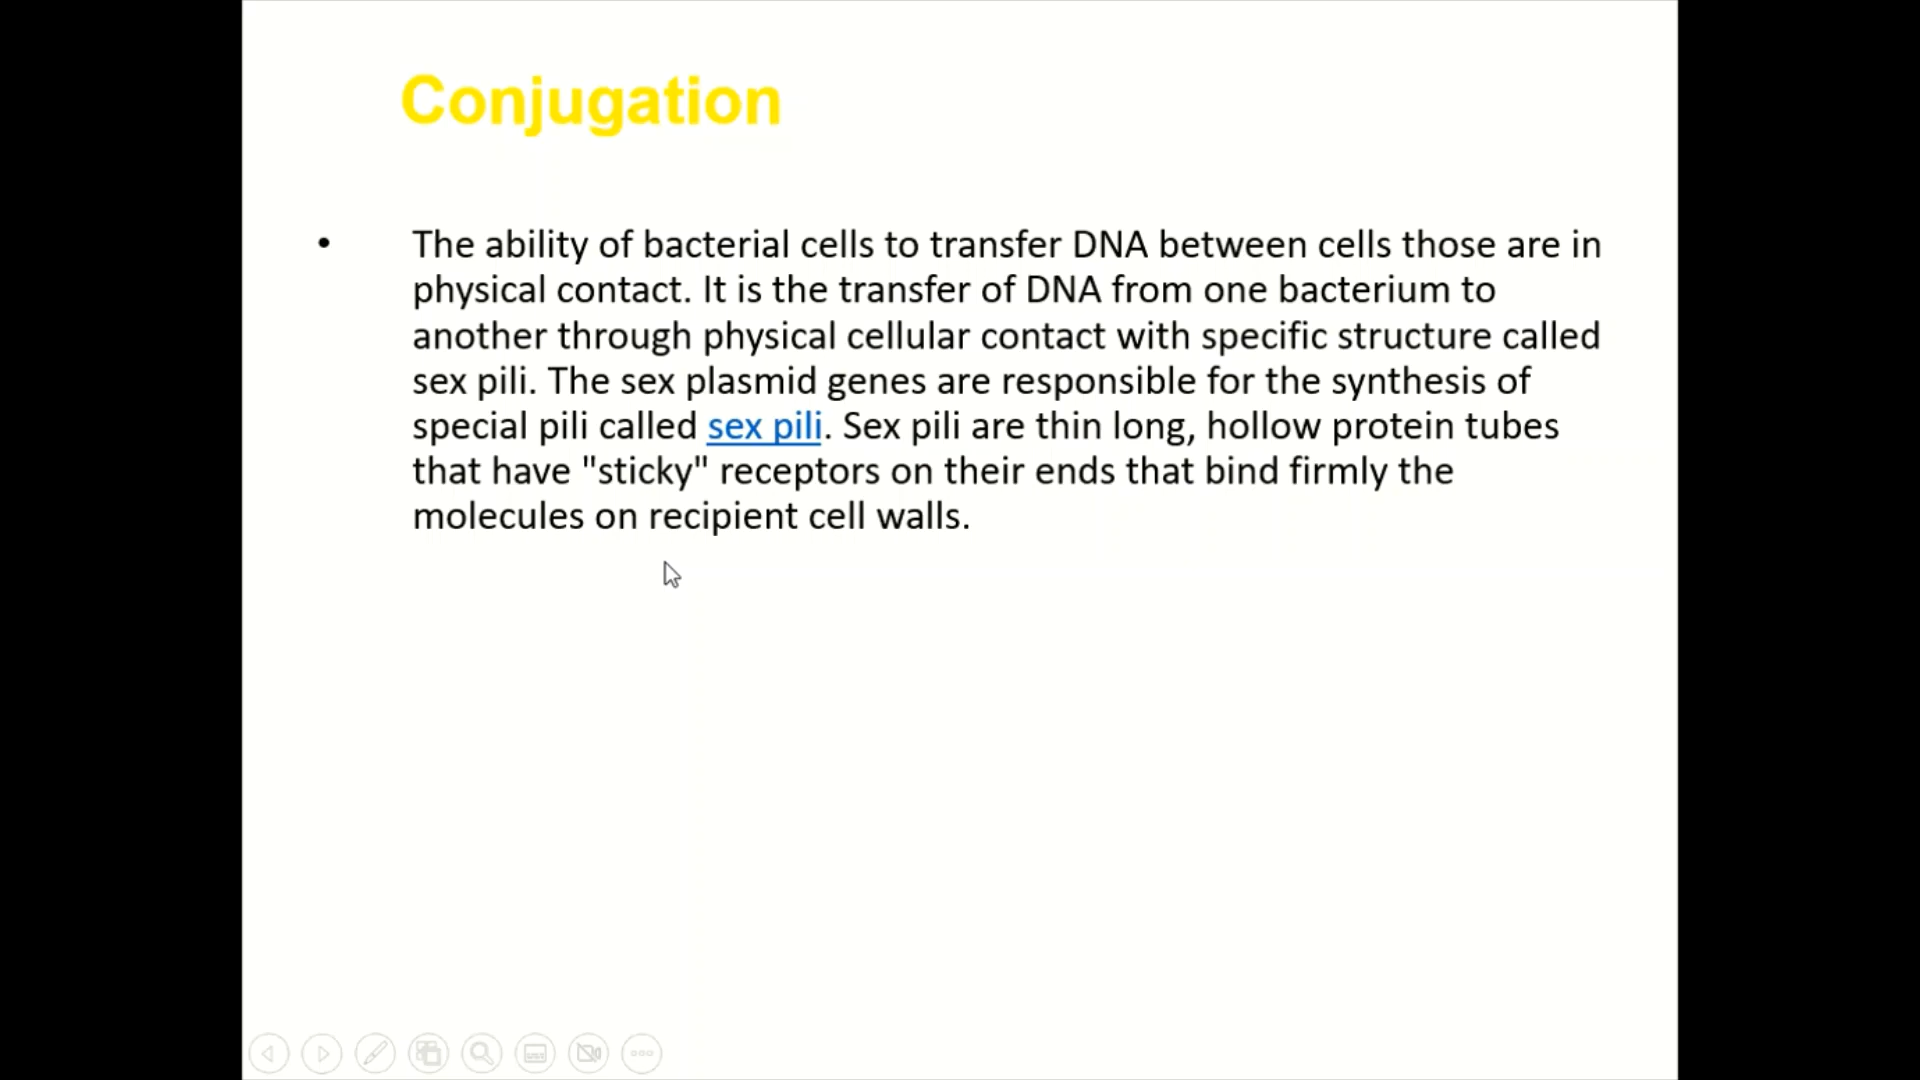 Conjugation
• The ability of bacterial cells to transfer DNA between cells those are in
physical contact. It is the transfer of DNA from one bacterium to
another through physical cellular contact with specific structure called
sex pili. The sex plasmid genes are responsible for the synthesis of
special pili called sex pili. Sex pili are thin long, hollow protein tubes
that have "sticky" receptors on their ends that bind firmly the
molecules on recipient cell walls.